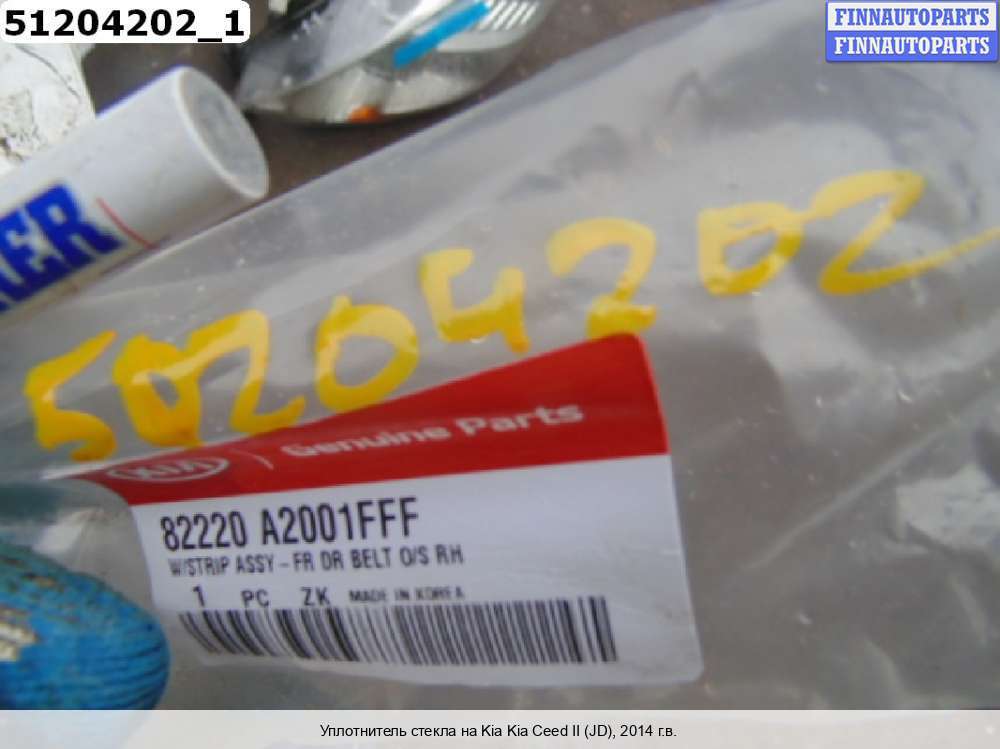 51204202_1
FINNAUTOPARTS
FINNAUTOPARTS
51204202
KIA Genuine Parts
82220 A2001FFF
W/STRIP ASSY - FR DR BELT O/S RH
1 PC ZK MADE IN KOREA
Уплотнитель стекла на Kia Kia Ceed II (JD), 2014 г.в.